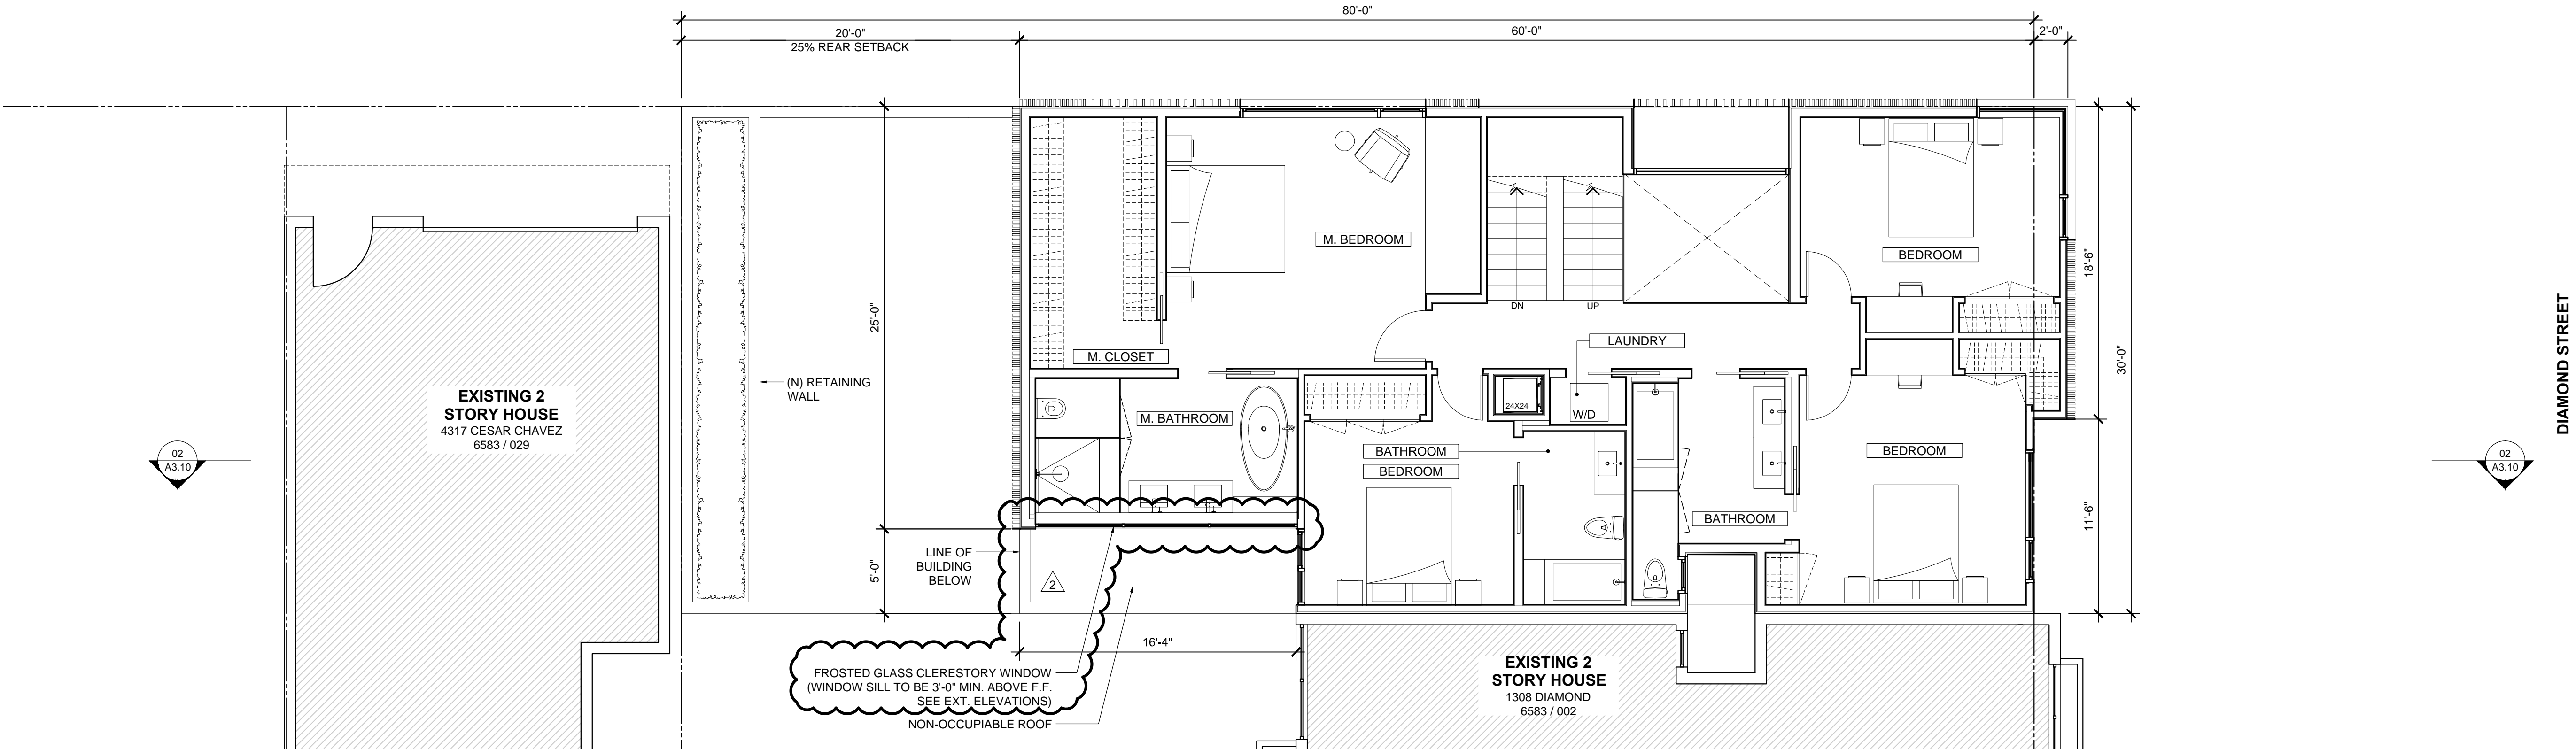 80'-0"
20'-0"
25% REAR SETBACK
60'-0"
2'-0"
25'-0"
5'-0"
EXISTING 2
STORY HOUSE
4317 CESAR CHAVEZ
6583 / 029
02
A3.10
(N) RETAINING
WALL
M. BEDROOM
M. CLOSET
M. BATHROOM
DN
UP
LAUNDRY
24X24
W/D
BATHROOM
BEDROOM
BATHROOM
BEDROOM
BEDROOM
18'-6"
11'-6"
30'-0"
DIAMOND STREET
02
A3.10
LINE OF
BUILDING
BELOW
2
16'-4"
FROSTED GLASS CLERESTORY WINDOW
(WINDOW SILL TO BE 3'-0" MIN. ABOVE F.F.
SEE EXT. ELEVATIONS)
NON-OCCUPIABLE ROOF
EXISTING 2
STORY HOUSE
1308 DIAMOND
6583 / 002